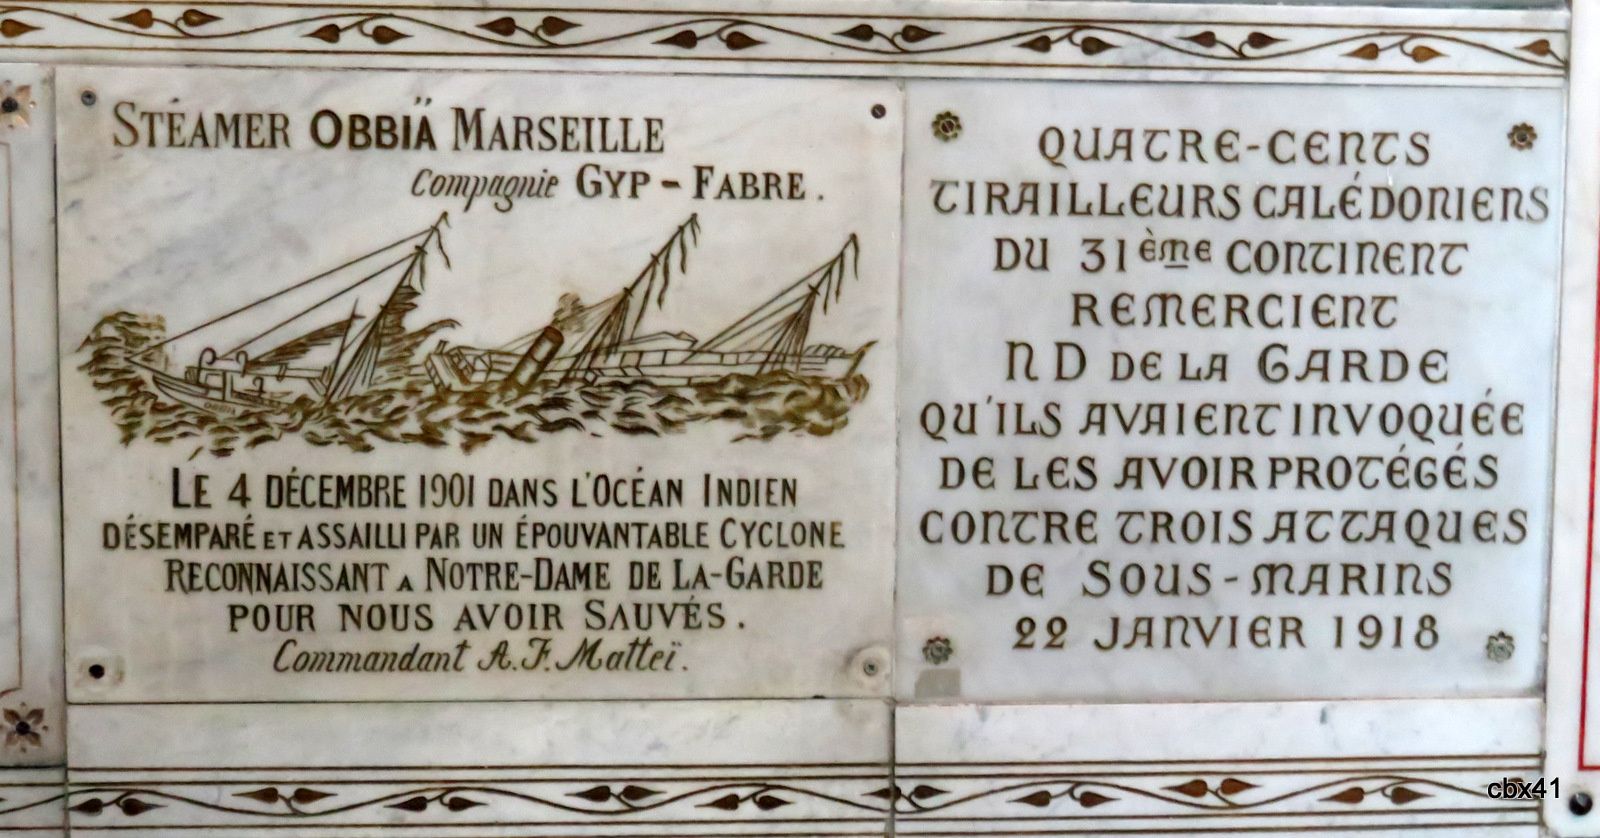 STÉAMER OBBÏA MARSEILLE
Compagnie GYP - FABRE.
OBBIA
LE 4 DÉCEMBRE 1901 DANS L'OCÉAN INDIEN
DÉSEMPARÉ ET ASSAILLI PAR UN ÉPOUVANTABLE CYCLONE
RECONNAISSANT A NOTRE-DAME DE LA-GARDE
POUR NOUS AVOIR SAUVÉS.
Commandant A.F. Matteï.
QUATRE-CENTS
TIRAILLEURS CALÉDONIENS
DU 31ème CONTINENT
REMERCIENT
N D DE LA GARDE
QU'ILS AVAIENT INVOQUÉE
DE LES AVOIR PROTÉGÉS
CONTRE TROIS ATTAQUES
DE SOUS-MARINS
22 JANVIER 1918
cbx41